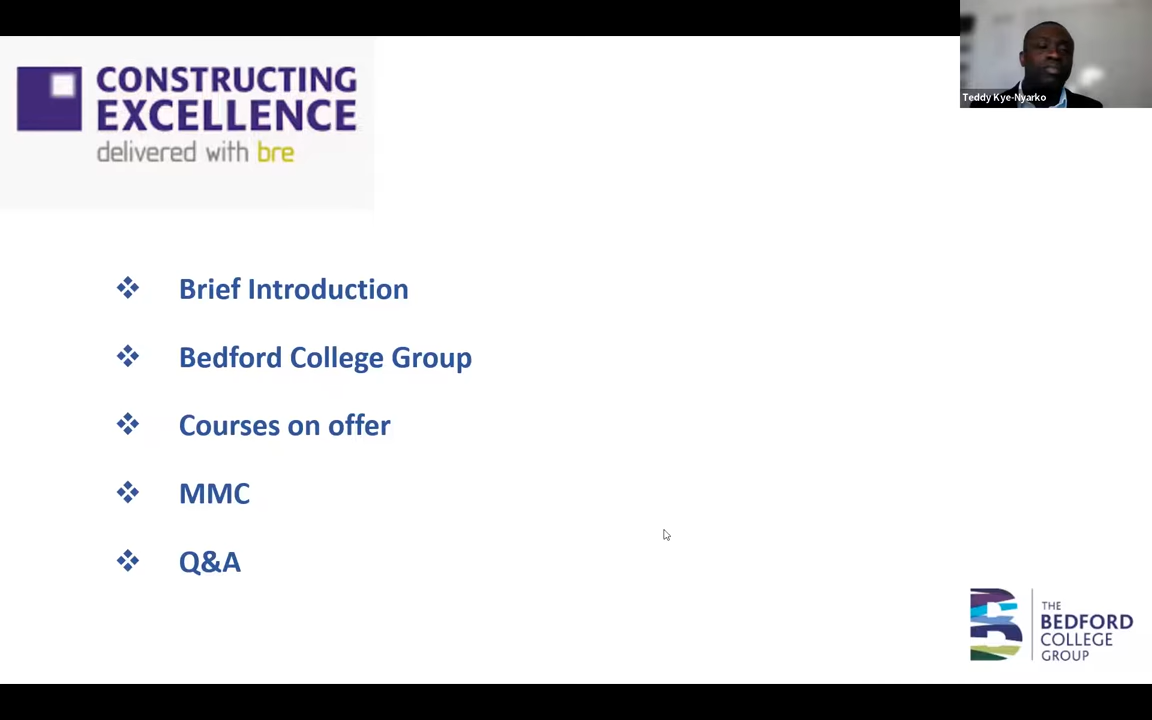 CONSTRUCTING
EXCELLENCE
delivered with bre
Teddy Kye-Nyarko
❖ Brief Introduction
❖ Bedford College Group
❖ Courses on offer
❖ MMC
❖ Q&A
THE
BEDFORD
COLLEGE
GROUP